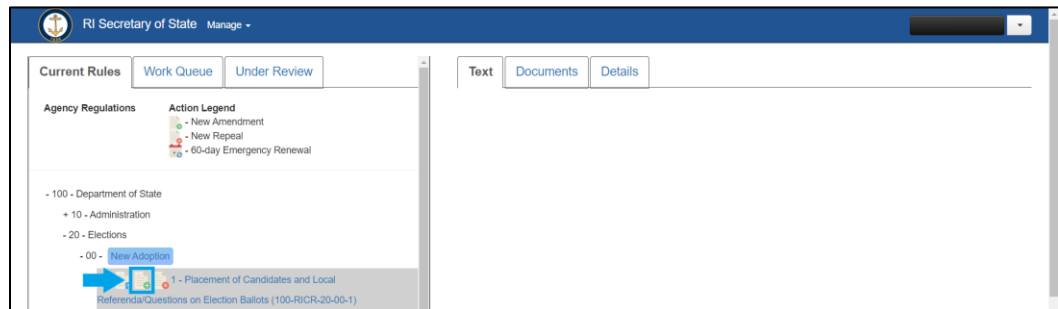 RI Secretary of State Manage
Current Rules Work Queue Under Review
Text Documents Details
Agency Regulations Action Legend
- New Amendment
- New Repeal
- 60-day Emergency Renewal
- 100 - Department of State
+ 10 - Administration
- 20 - Elections
- 00 - New Adoption
1 - Placement of Candidates and Local
Referenda/Questions on Election Ballots (100-RICR-20-00-1)